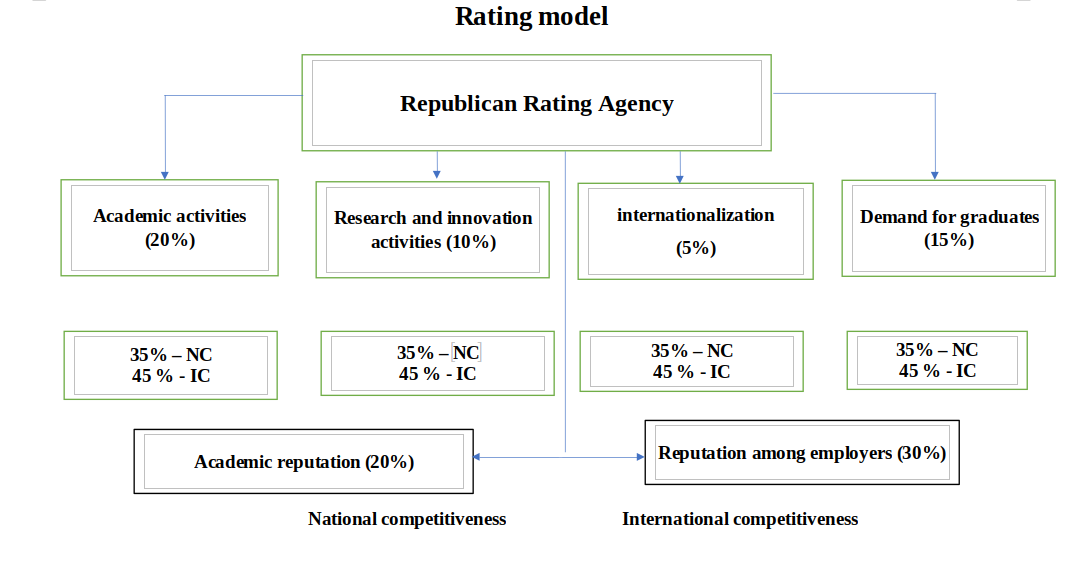 Rating model
Republican Rating Agency
Academic activities
(20%)
Research and innovation
activities (10%)
internationalization
(5%)
Demand for graduates
(15%)
35% – NC
45 % - IC
35% – NC
45 % - IC
35% – NC
45 % - IC
35% – NC
45 % - IC
Academic reputation (20%)
Reputation among employers (30%)
National competitiveness
International competitiveness